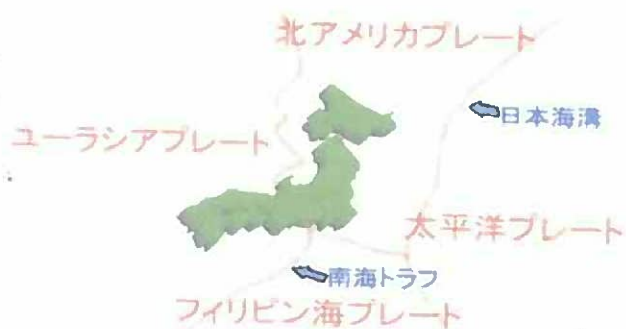 北アメリカプレート
日本海溝
ユーラシアプレート
太平洋プレート
南海トラフ
フィリピン海プレート